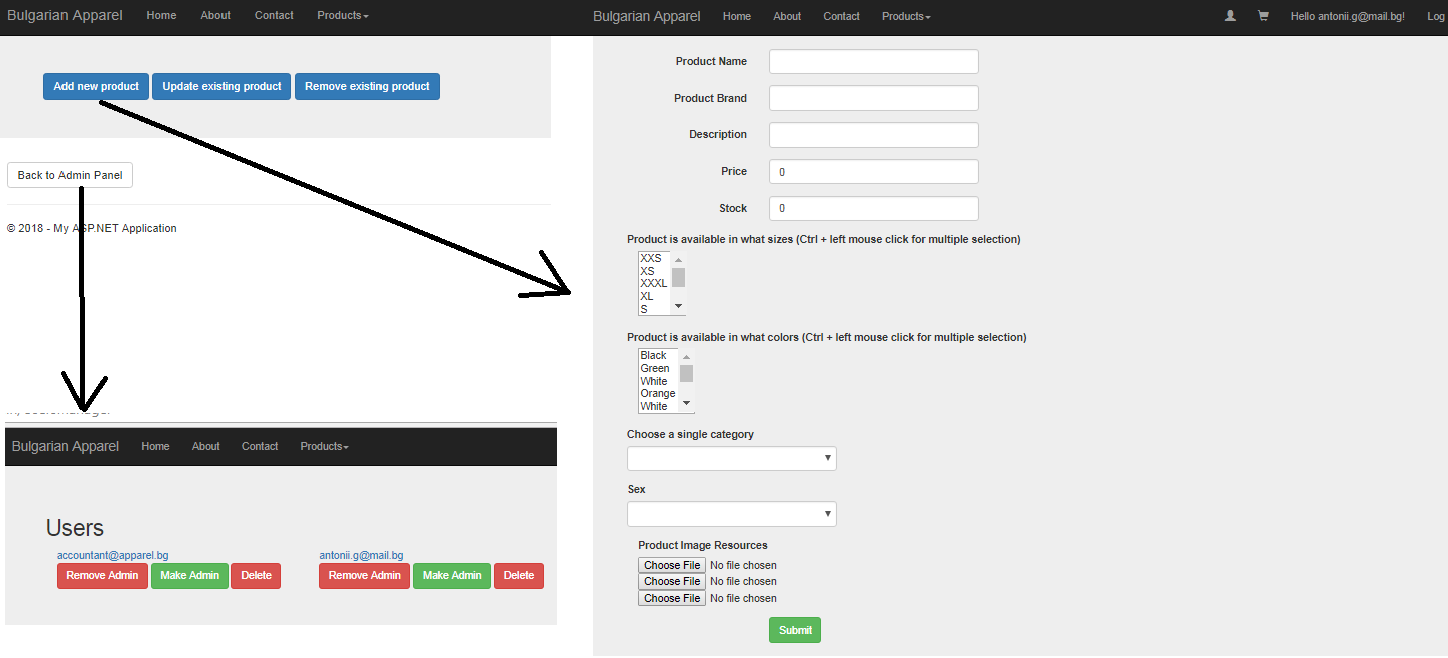 Bulgarian Apparel Home About Contact Products
Add new product Update existing product Remove existing product
Back to Admin Panel
© 2018 - My ASP.NET Application
Bulgarian Apparel Home About Contact Products
Users
accountant@apparel.bg antonii.g@mail.bg
Remove Admin Make Admin Delete Remove Admin Make Admin Delete
Bulgarian Apparel Home About Contact Products Hello antonii.g@mail.bg! Log
Product Name
Product Brand
Description
Price 0
Stock 0
Product is available in what sizes (Ctrl + left mouse click for multiple selection)
XXS
XS
XXXL
XL
S
Product is available in what colors (Ctrl + left mouse click for multiple selection)
Black
Green
White
Orange
White
Choose a single category
Sex
Product Image Resources
Choose File No file chosen
Choose File No file chosen
Choose File No file chosen
Submit